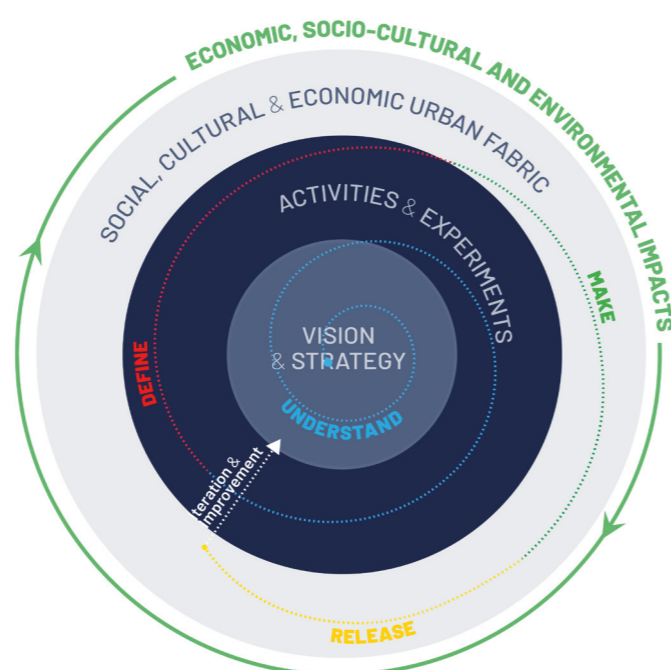 ECONOMIC, SOCIO-CULTURAL AND ENVIRONMENTAL IMPACTS
SOCIAL, CULTURAL & ECONOMIC URBAN FABRIC
ACTIVITIES & EXPERIMENTS
VISION
& STRATEGY
UNDERSTAND
DEFINE
MAKE
teration &
improvement
RELEASE